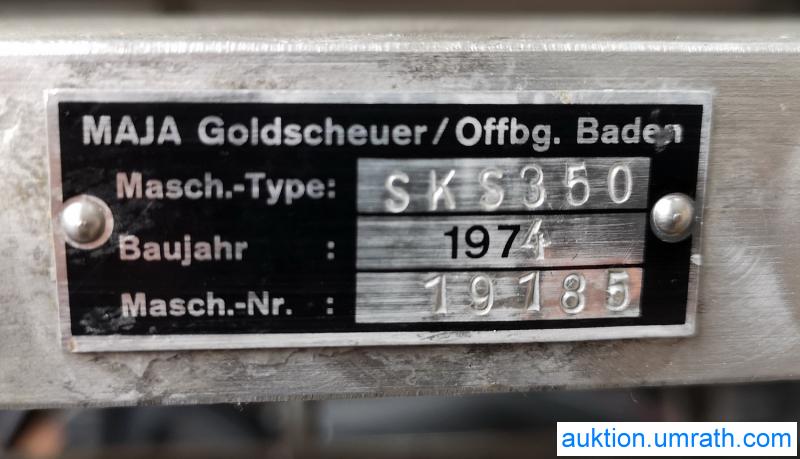 MAJA Goldscheuer/Offbg. Baden
Masch.-Type: SKS350
Baujahr : 1974
Masch.-Nr. : 19185
auktion.umrath.com